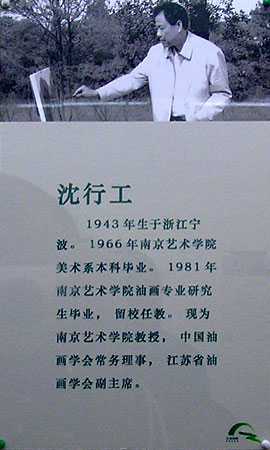 沈行工
1943年生于浙江宁
波。1966年南京艺术学院
美术系本科毕业。1981年
南京艺术学院油画专业研究
生毕业，留校任教。现为
南京艺术学院教授，中国油
画学会常务理事，江苏省油
画学会副主席。